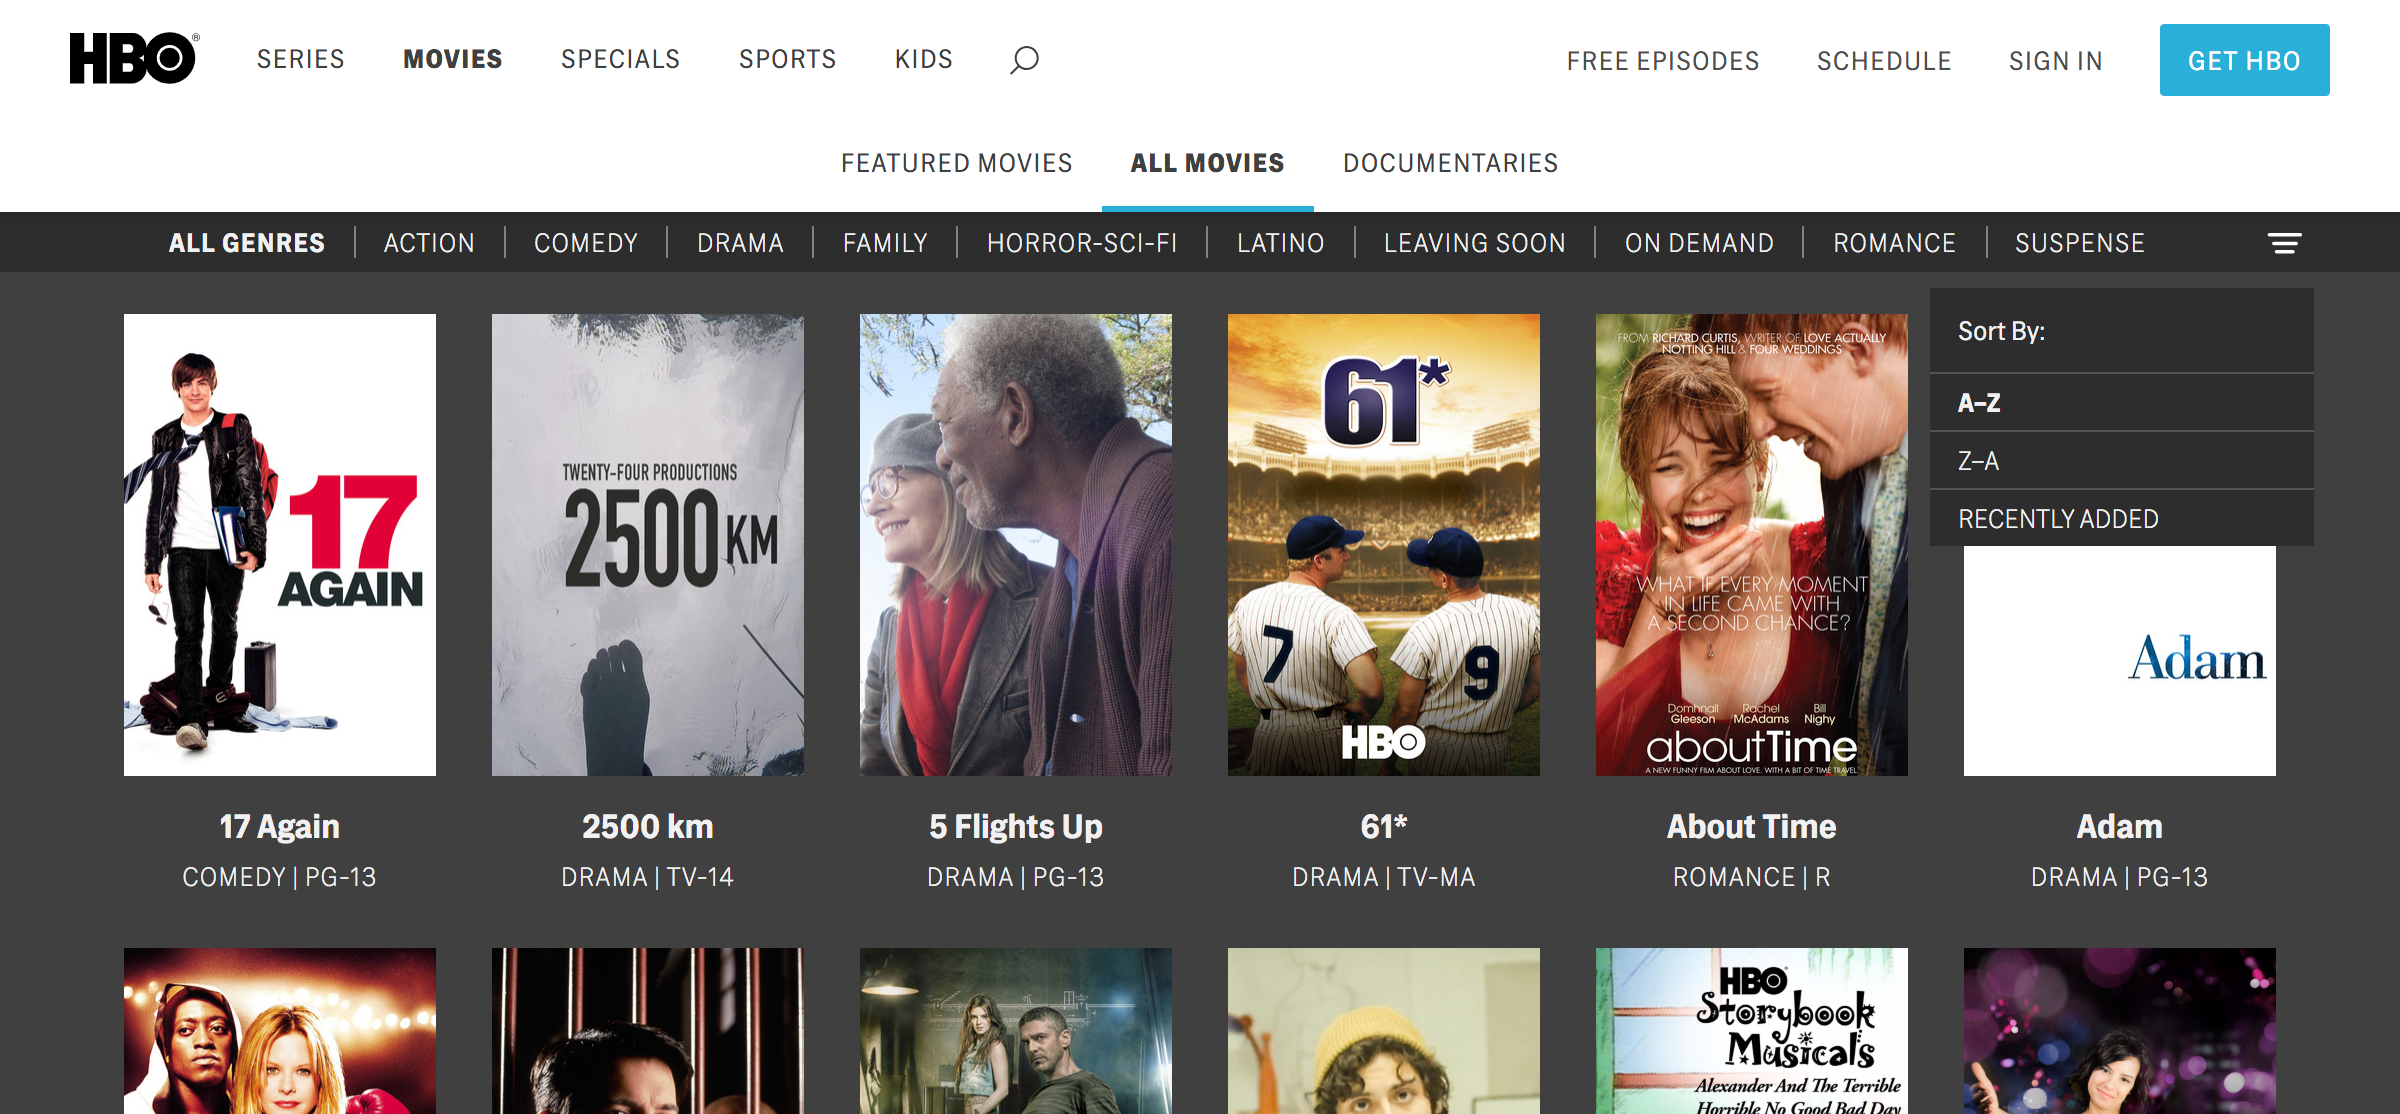 HBO®
SERIES
MOVIES
SPECIALS
SPORTS
KIDS
FREE EPISODES
SCHEDULE
SIGN IN
GET HBO
FEATURED MOVIES
ALL MOVIES
DOCUMENTARIES
ALL GENRES
ACTION
COMEDY
DRAMA
FAMILY
HORROR-SCI-FI
LATINO
LEAVING SOON
ON DEMAND
ROMANCE
SUSPENSE
Sort By:
A–Z
Z–A
RECENTLY ADDED
17
AGAIN
TWENTY-FOUR PRODUCTIONS
2500 KM
61*
7
9
HBO
FROM RICHARD CURTIS, WRITER OF LOVE ACTUALLY
NOTTING HILL & FOUR WEDDINGS
WHAT IF EVERY MOMENT
IN LIFE CAME WITH
A SECOND CHANCE?
Domhnall Gleeson
Rachel McAdams
Bill Nighy
aboutTime
A NEW FUNNY FILM ABOUT LOVE. WITH A BIT OF TIME TRAVEL.
Adam
17 Again
COMEDY | PG-13
2500 km
DRAMA | TV-14
5 Flights Up
DRAMA | PG-13
61*
DRAMA | TV-MA
About Time
ROMANCE | R
Adam
DRAMA | PG-13
HBO
Storybook
Musicals
Alexander And The Terrible
Horrible No Good Bad Day